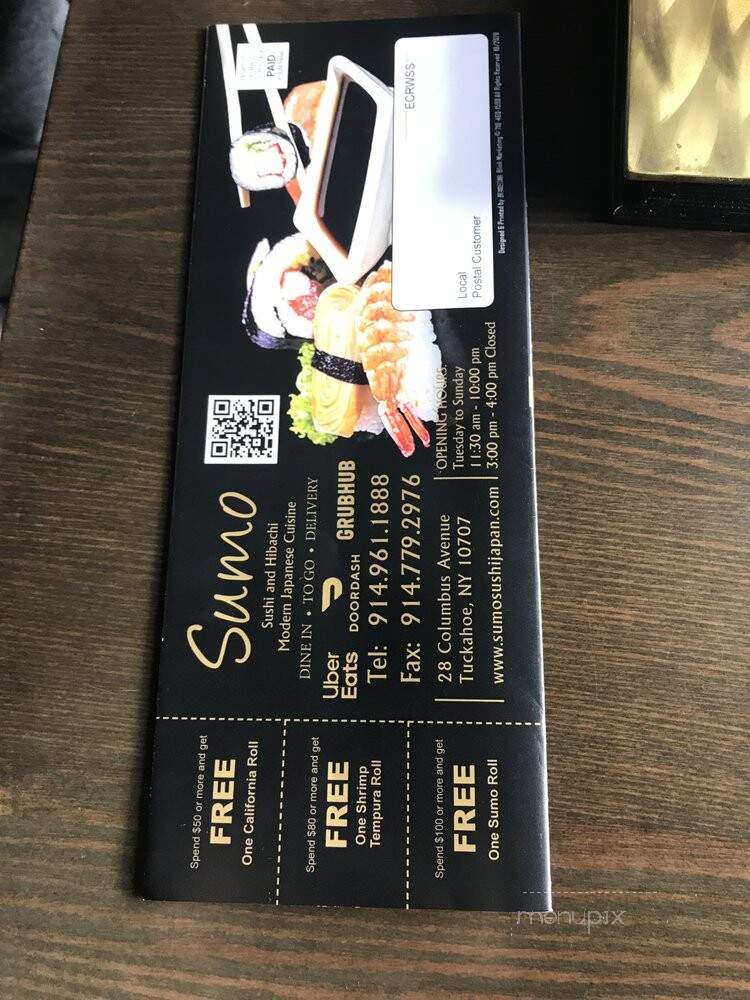 Sumo
Sushi and Hibachi
Modern Japanese Cuisine
DINE IN • TO GO • DELIVERY
Uber
Eats
DOORDASH
GRUBHUB
Tel: 914.961.1888
Fax: 914.779.2976
28 Columbus Avenue
Tuckahoe, NY 10707
www.sumosushijapan.com
OPENING HOURS:
Tuesday to Sunday
11:30 am - 10:00 pm
3:00 pm - 4:00 pm Closed
PAID
ECRWSS
Local
Postal Customer
Spend $50 or more and get
FREE
One California Roll
Spend $80 or more and get
FREE
One Shrimp
Tempura Roll
Spend $100 or more and get
FREE
One Sumo Roll
menupix